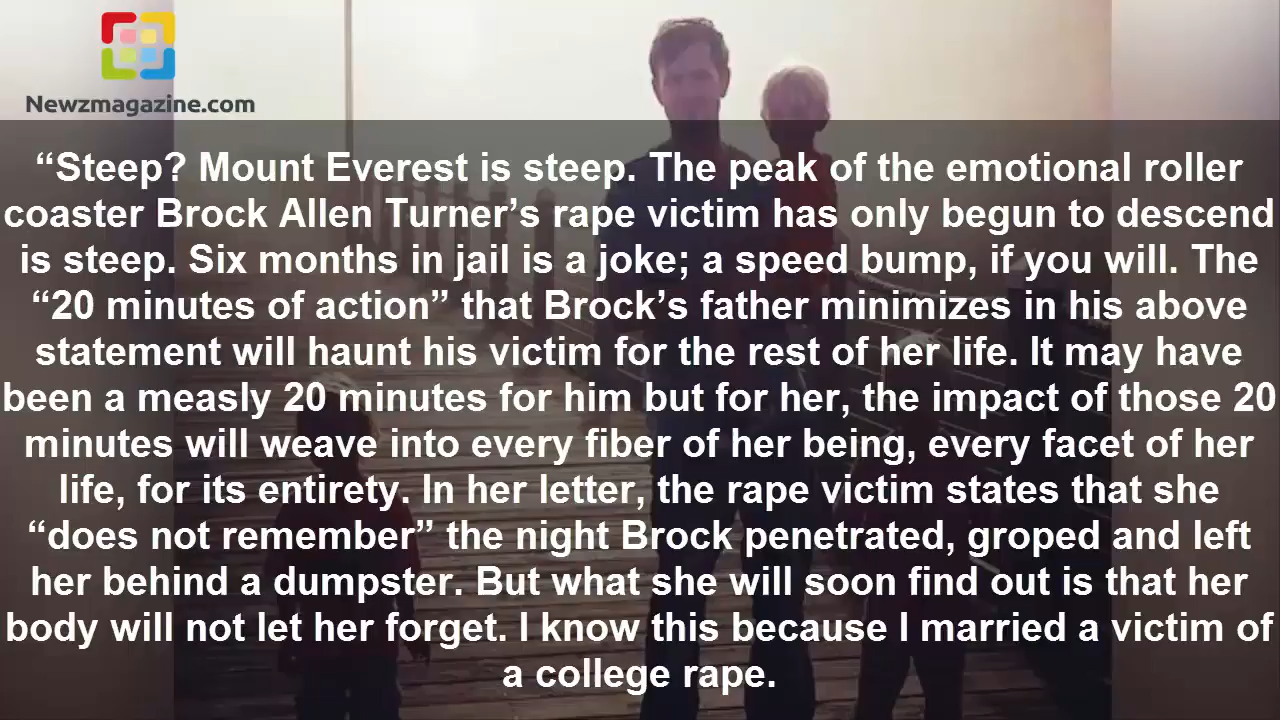 Newzmagazine.com
“Steep? Mount Everest is steep. The peak of the emotional roller
coaster Brock Allen Turner’s rape victim has only begun to descend
is steep. Six months in jail is a joke; a speed bump, if you will. The
“20 minutes of action” that Brock’s father minimizes in his above
statement will haunt his victim for the rest of her life. It may have
been a measly 20 minutes for him but for her, the impact of those 20
minutes will weave into every fiber of her being, every facet of her
life, for its entirety. In her letter, the rape victim states that she
“does not remember” the night Brock penetrated, groped and left
her behind a dumpster. But what she will soon find out is that her
body will not let her forget. I know this because I married a victim of
a college rape.